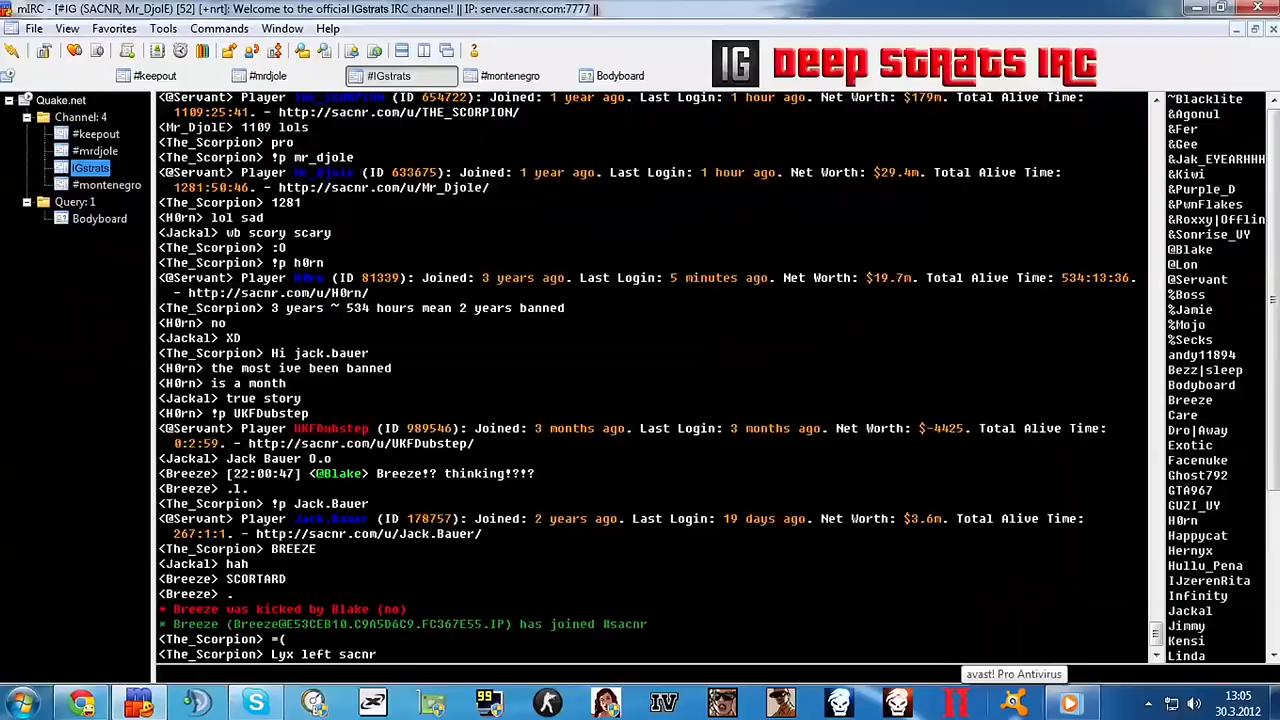 mIRC - [#IG (SACNR, Mr_DjolE) [52] [+nrt]: Welcome to the official IGstrats IRC channel! || IP: server.sacnr.com:7777 ||
File View Favorites Tools Commands Window Help
#keepout #mrdjole #IGstrats #montenegro Bodyboard
IG DEEP STRATS IRC
Quake.net
Channel: 4
#keepout
#mrdjole
IGstrats
#montenegro
Query: 1
Bodyboard
<@Servant> Player THE_SCORPION (ID 654722): Joined: 1 year ago. Last Login: 1 hour ago. Net Worth: $179m. Total Alive Time:
1109:25:41. - http://sacnr.com/u/THE_SCORPION/
<Mr_DjolE> 1109 lols
<The_Scorpion> pro
<The_Scorpion> !p mr_djole
<@Servant> Player Mr_Djole (ID 633675): Joined: 1 year ago. Last Login: 1 hour ago. Net Worth: $29.4m. Total Alive Time:
1281:50:46. - http://sacnr.com/u/Mr_Djole/
<The_Scorpion> 1281
<H0rn> lol sad
<Jackal> wb scory scary
<The_Scorpion> :O
<The_Scorpion> !p h0rn
<@Servant> Player H0rn (ID 81339): Joined: 3 years ago. Last Login: 5 minutes ago. Net Worth: $19.7m. Total Alive Time: 534:13:36.
- http://sacnr.com/u/H0rn/
<The_Scorpion> 3 years ~ 534 hours mean 2 years banned
<H0rn> no
<Jackal> XD
<The_Scorpion> Hi jack.bauer
<H0rn> the most ive been banned
<H0rn> is a month
<Jackal> true story
<H0rn> !p UKFDubstep
<@Servant> Player UKFDubstep (ID 989546): Joined: 3 months ago. Last Login: 3 months ago. Net Worth: $-4425. Total Alive Time:
0:2:59. - http://sacnr.com/u/UKFDubstep/
<Jackal> Jack Bauer O.o
<Breeze> [22:00:47] <@Blake> Breeze!? thinking!?!?
<Breeze> .l.
<The_Scorpion> !p Jack.Bauer
<@Servant> Player Jack.Bauer (ID 178757): Joined: 2 years ago. Last Login: 19 days ago. Net Worth: $3.6m. Total Alive Time:
267:1:1. - http://sacnr.com/u/Jack.Bauer/
<The_Scorpion> BREEZE
<Jackal> hah
<Breeze> SCORTARD
<Breeze> .
* Breeze was kicked by Blake (no)
* Breeze (Breeze@E53CEB10.C9A5D6C9.FC367E55.IP) has joined #sacnr
<The_Scorpion> =(
<The_Scorpion> Lyx left sacnr
~Blacklite
&Agonul
&Fer
&Gee
&Jak_EYEARHHH
&Kiwi
&Purple_D
&PwnFlakes
&Roxxy|Offlin
&Sonrise_UY
@Blake
@Lon
@Servant
%Boss
%Jamie
%Mojo
%Secks
andy11894
Bezz|sleep
Bodyboard
Breeze
Care
Dro|Away
Exotic
Facenuke
Ghost792
GTA967
GUZI_UY
H0rn
Happycat
Hernyx
Hullu_Pena
IJzerenRita
Infinity
Jackal
Jimmy
Kensi
Linda
avast! Pro Antivirus
99
IV
II
13:05
30.3.2012